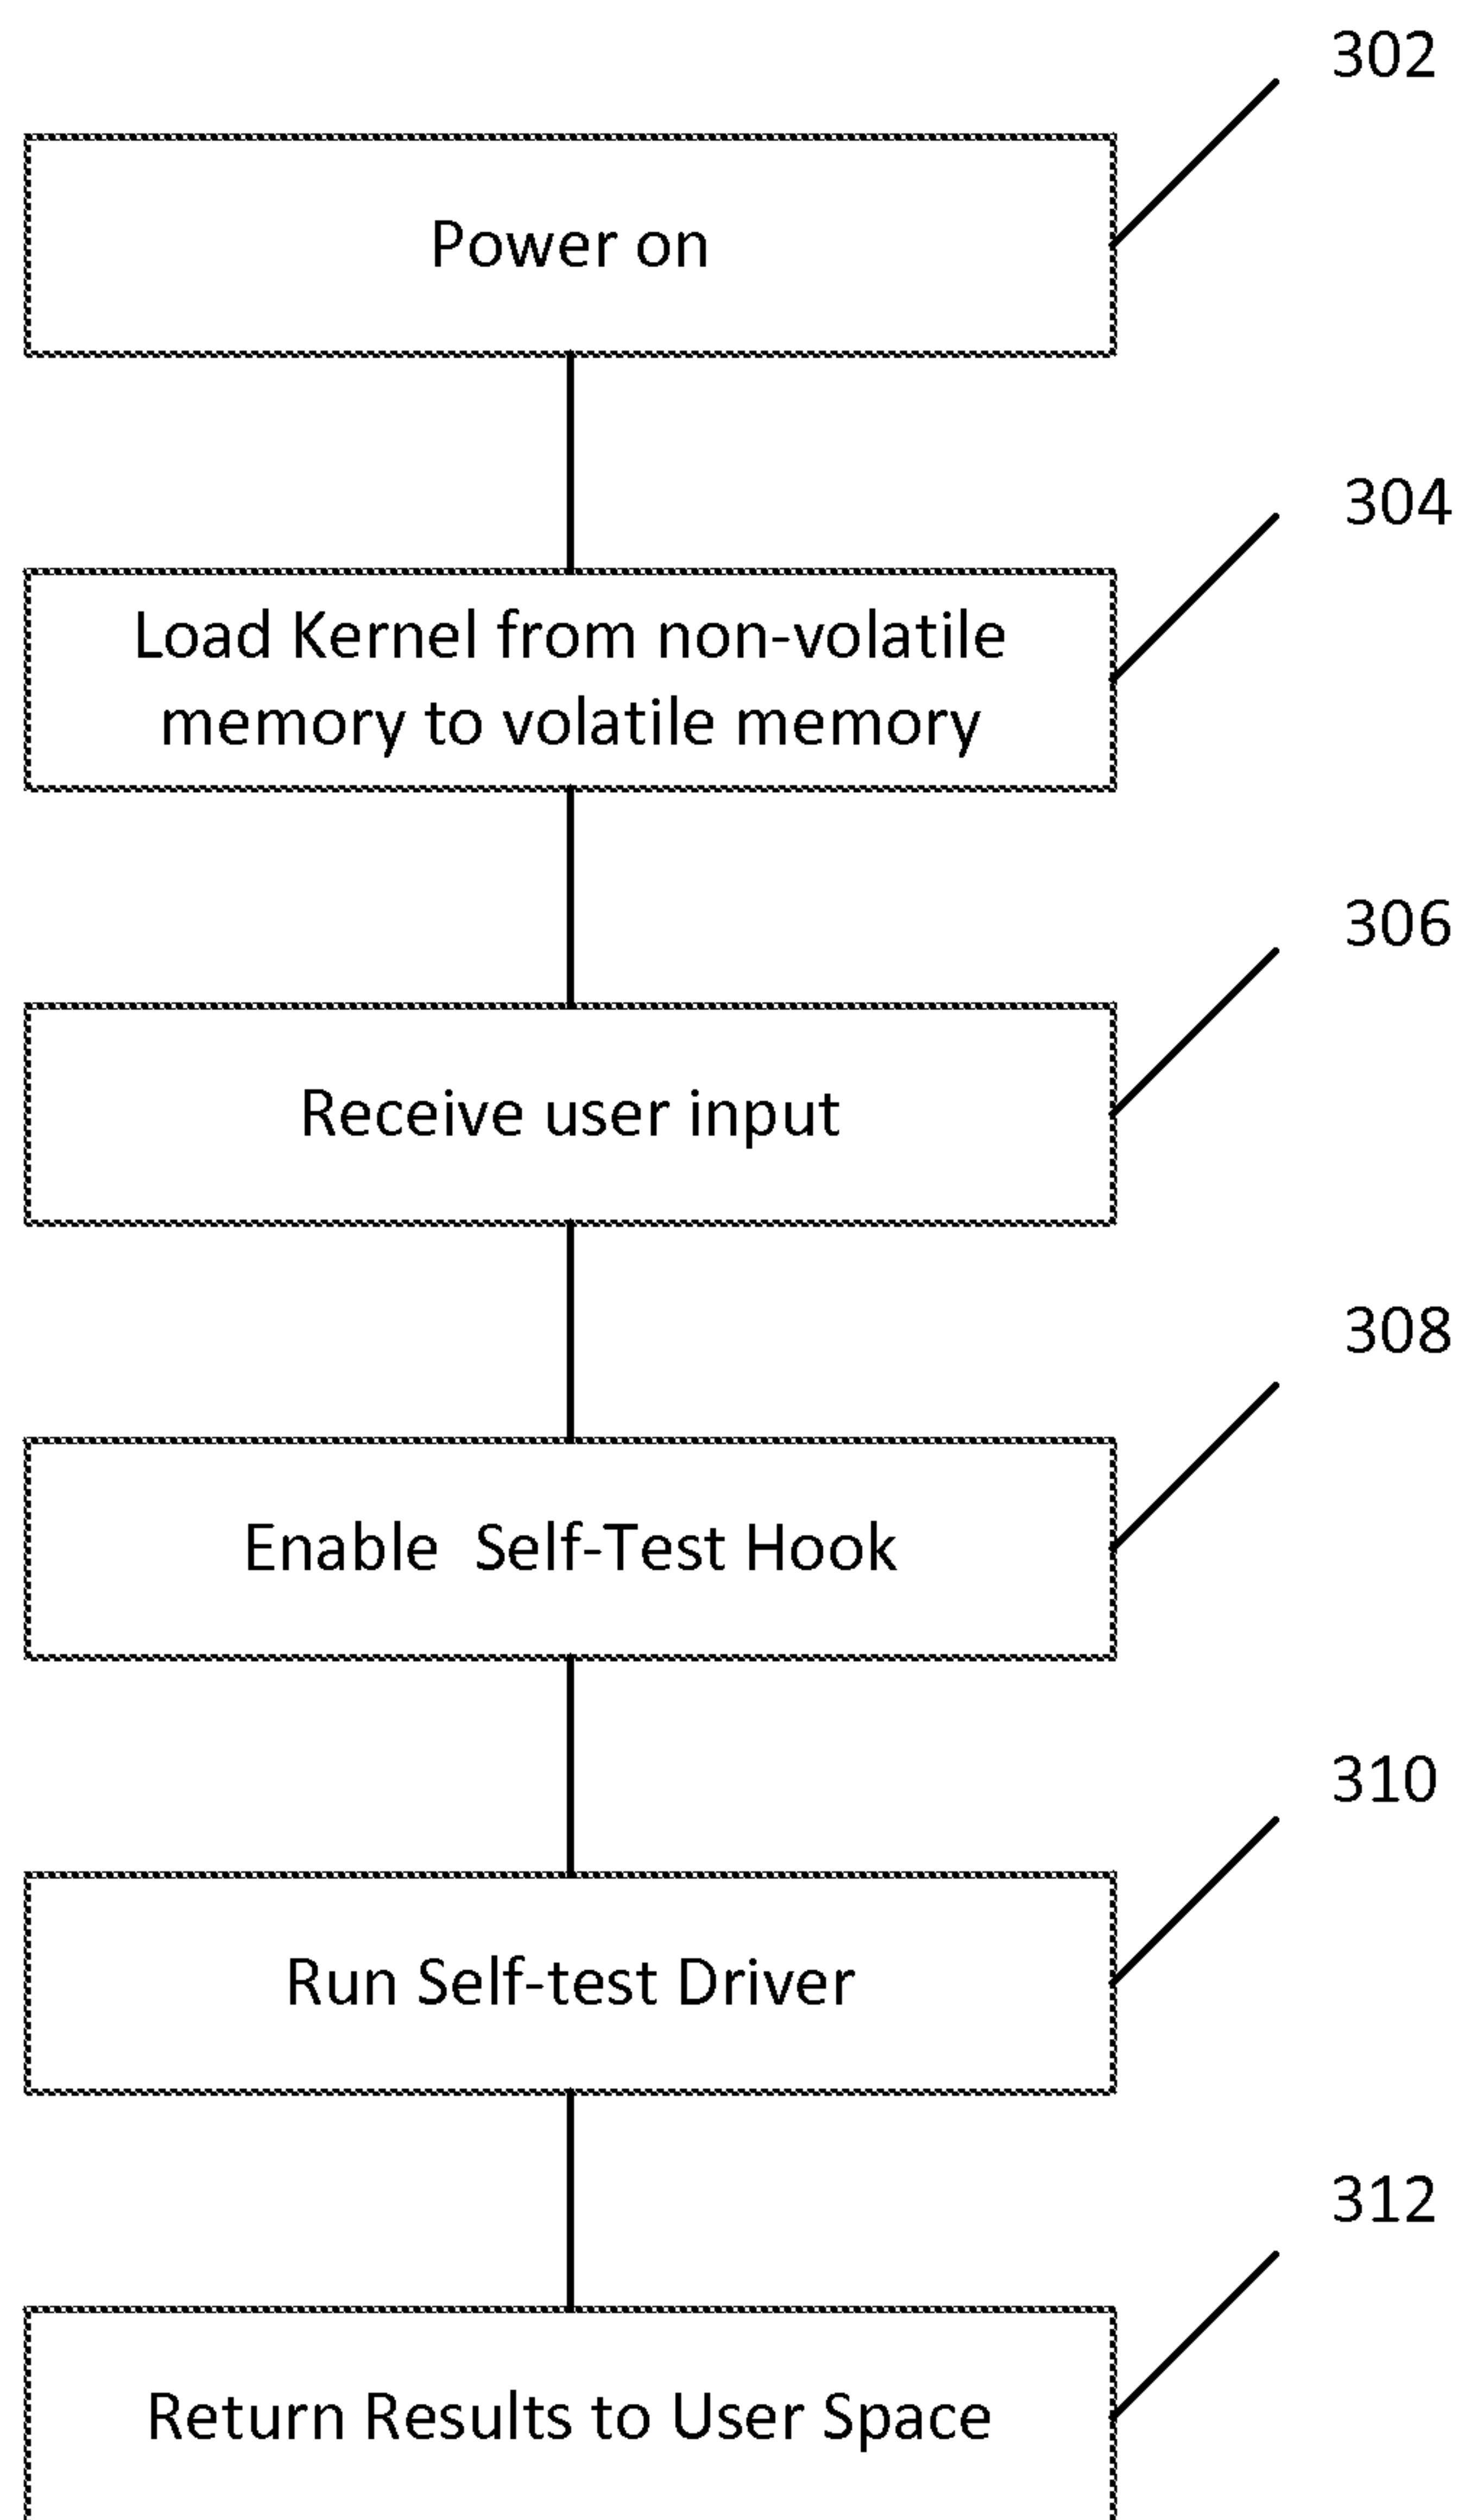 302
Power on
304
Load Kernel from non-volatile
memory to volatile memory
306
Receive user input
308
Enable  Self-Test Hook
310
Run Self-test Driver
312
Return Results to User Space